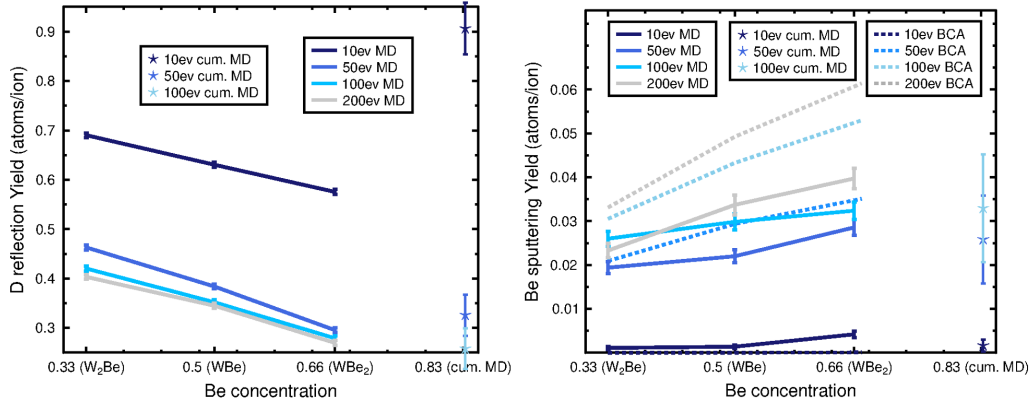 D reflection Yield (atoms/ion)
0.9
0.8
0.7
0.6
0.5
0.4
0.3
10ev cum. MD
50ev cum. MD
100ev cum. MD
10ev MD
50ev MD
100ev MD
200ev MD
0.33 (W₂Be) 0.5 (WBe) 0.66 (WBe₂) 0.83 (cum. MD)
Be concentration
Be sputtering Yield (atoms/ion)
0.06
0.05
0.04
0.03
0.02
0.01
10ev MD
50ev MD
100ev MD
200ev MD
10ev cum. MD
50ev cum. MD
100ev cum. MD
10ev BCA
50ev BCA
100ev BCA
200ev BCA
0.33 (W₂Be) 0.5 (WBe) 0.66 (WBe₂) 0.83 (cum. MD)
Be concentration